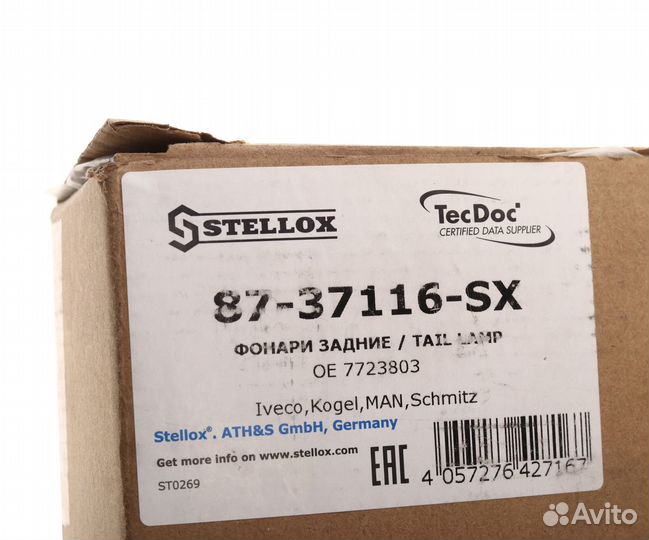 STELLOX
TecDoc
CERTIFIED DATA SUPPLIER
87-37116-SX
ФОНАРИ ЗАДНИЕ / TAIL LAMP
OE 7723803
Iveco,Kogel,MAN,Schmitz
Stellox®. ATH&S GmbH, Germany
Get more info on www.stellox.com
ST0269
EAC
4 057276 427167
Avito